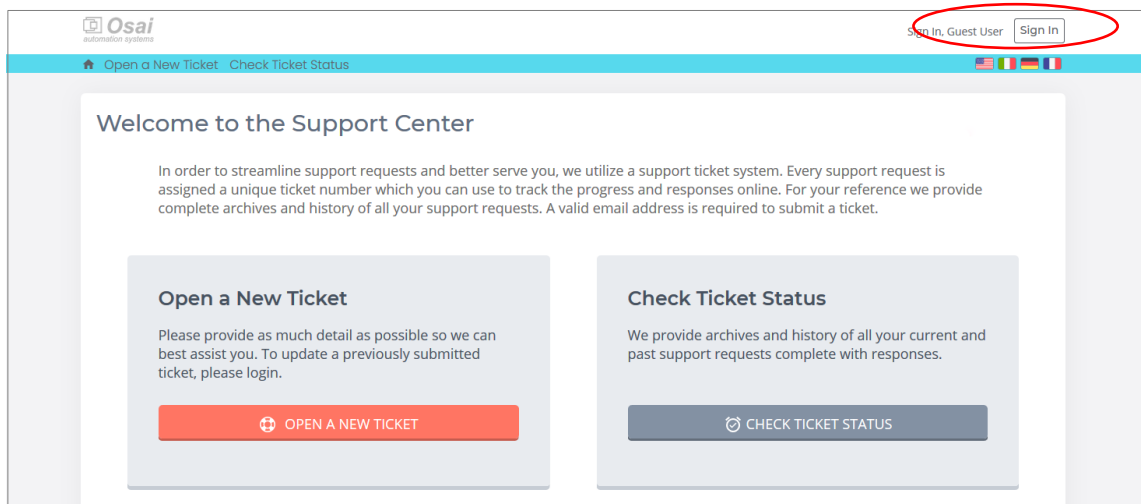 Osai
automation systems
Sign In, Guest User Sign In
Open a New Ticket Check Ticket Status
Welcome to the Support Center
In order to streamline support requests and better serve you, we utilize a support ticket system. Every support request is
assigned a unique ticket number which you can use to track the progress and responses online. For your reference we provide
complete archives and history of all your support requests. A valid email address is required to submit a ticket.
Open a New Ticket
Please provide as much detail as possible so we can
best assist you. To update a previously submitted
ticket, please login.
OPEN A NEW TICKET
Check Ticket Status
We provide archives and history of all your current and
past support requests complete with responses.
CHECK TICKET STATUS